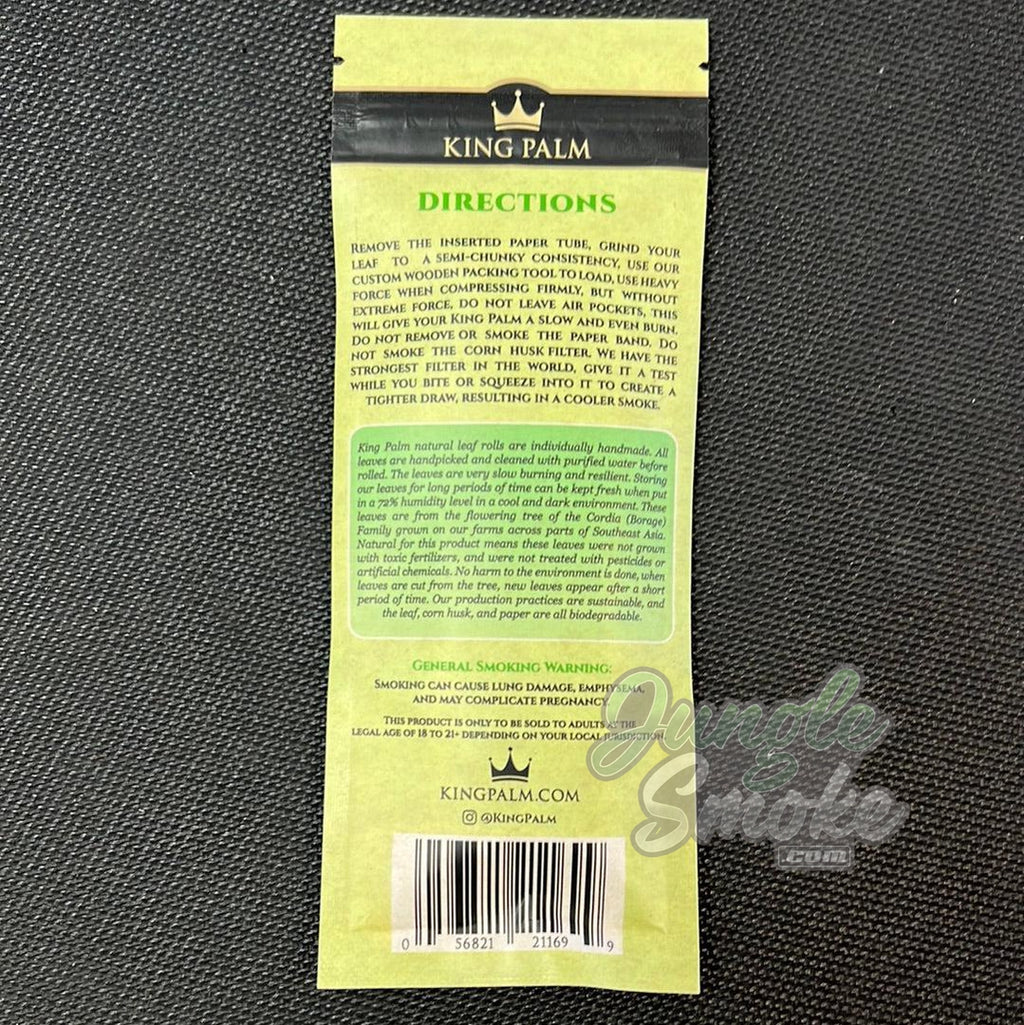 KING PALM
DIRECTIONS
REMOVE THE INSERTED PAPER TUBE, GRIND YOUR
LEAF TO A SEMI-CHUNKY CONSISTENCY, USE OUR
CUSTOM WOODEN PACKING TOOL TO LOAD, USE HEAVY
FORCE WHEN COMPRESSING FIRMLY, BUT WITHOUT
EXTREME FORCE, DO NOT LEAVE AIR POCKETS, THIS
WILL GIVE YOUR KING PALM A SLOW AND EVEN BURN.
DO NOT REMOVE OR SMOKE THE PAPER BAND. DO
NOT SMOKE THE CORN HUSK FILTER. WE HAVE THE
STRONGEST FILTER IN THE WORLD, GIVE IT A TEST
WHILE YOU BITE OR SQUEEZE INTO IT TO CREATE A
TIGHTER DRAW, RESULTING IN A COOLER SMOKE.
King Palm natural leaf rolls are individually handmade. All
leaves are handpicked and cleaned with purified water before
rolled. The leaves are very slow burning and resilient. Storing
our leaves for long periods of time can be kept fresh when put
in a 72% humidity level in a cool and dark environment. These
leaves are from the flowering tree of the Cordia (Borage)
Family grown on our farms across parts of Southeast Asia.
Natural for this product means these leaves were not grown
with toxic fertilizers, and were not treated with pesticides or
artificial chemicals. No harm to the environment is done, when
leaves are cut from the tree, new leaves appear after a short
period of time. Our production practices are sustainable, and
the leaf, corn husk, and paper are all biodegradable.
GENERAL SMOKING WARNING:
SMOKING CAN CAUSE LUNG DAMAGE, EMPHYSEMA,
AND MAY COMPLICATE PREGNANCY.
THIS PRODUCT IS ONLY TO BE SOLD TO ADULTS AT THE
LEGAL AGE OF 18 TO 21+ DEPENDING ON YOUR LOCAL JURISDICTION.
KINGPALM.COM
@KINGPALM
0 56821 21169 9
Jungle
Smoke
.com